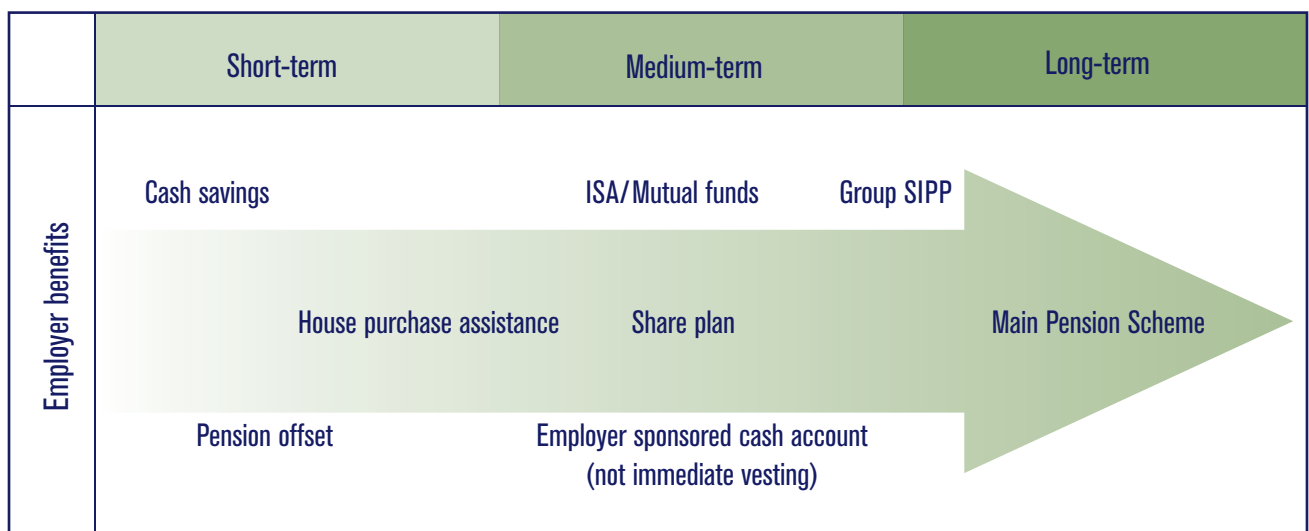 Short-term
Medium-term
Long-term
Employer benefits
Cash savings
ISA/Mutual funds
Group SIPP
House purchase assistance
Share plan
Main Pension Scheme
Pension offset
Employer sponsored cash account
(not immediate vesting)